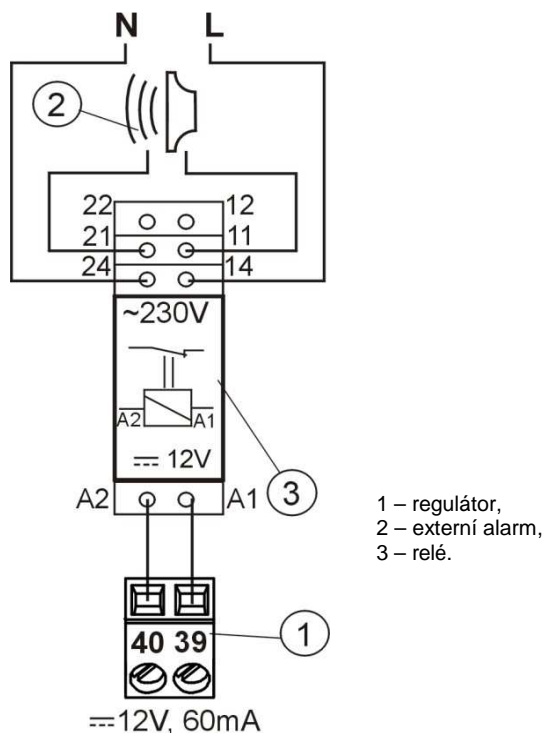 N L
2
22 12
21 11
24 14
~230V
A2 A1
⎓ 12V
A2 A1
3
1 – regulátor,
2 – externí alarm,
3 – relé.
40 39
1
⎓12V, 60mA